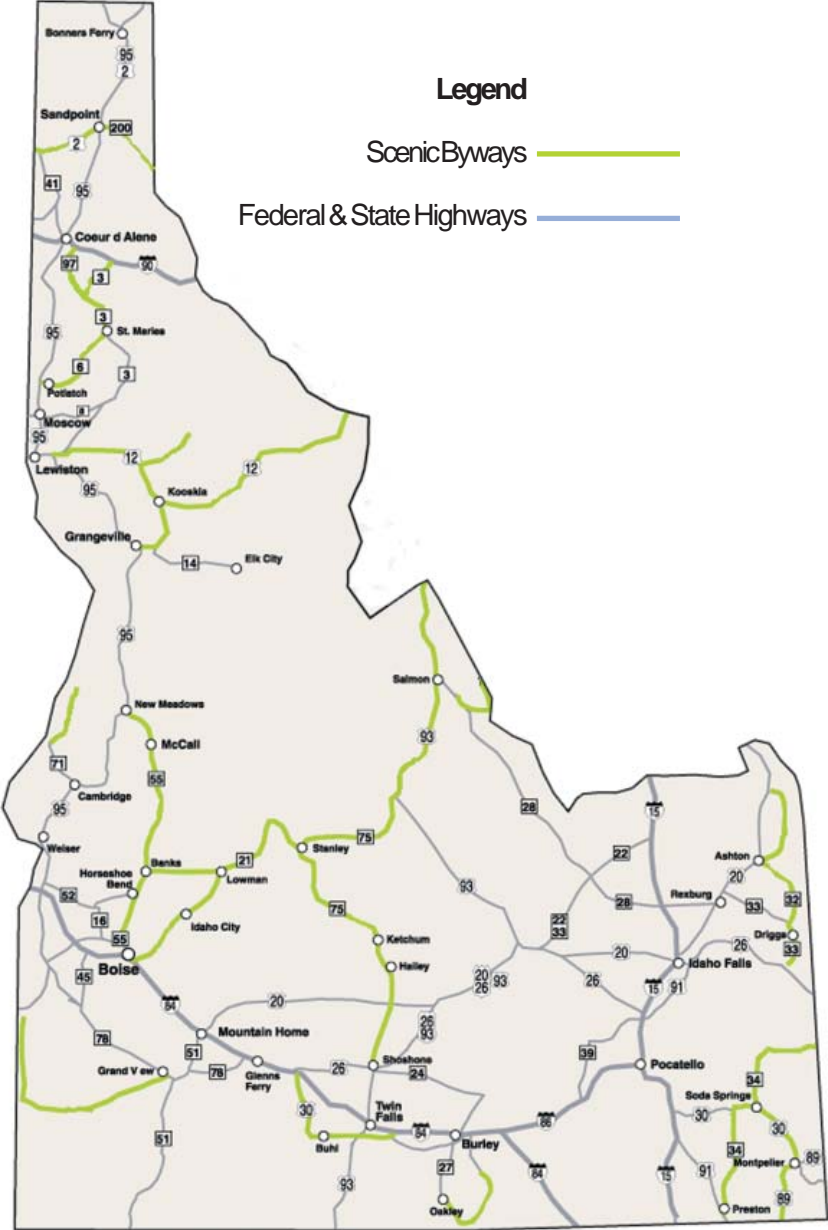 Legend
ScenicByways
Federal & State Highways
Bonners Ferry
95
2
Sandpoint
200
2
41
95
Coeur d Alene
97
90
3
3
95
St. Maries
6
3
Potlatch
8
Moscow
95
12
Lewiston
12
95
Kooskia
Grangeville
14
Elk City
95
Salmon
New Meadows
93
McCall
71
55
Cambridge
28
15
95
Weiser
75
Stanley
22
Ashton
Banks
21
Horseshoe
Bend
Lowman
20
93
Rexburg
52
28
33
32
75
16
Idaho City
22
33
Driggs
55
Ketchum
26
33
Boise
20
Hailey
Idaho Falls
45
20
26
93
26
15
91
84
20
26
93
Mountain Home
78
51
39
Grand V ew
78
Glenns
Ferry
26
Shoshone
24
Pocatello
34
Soda Springs
30
Twin
Falls
86
30
30
51
Buhl
84
Burley
34
27
84
15
91
Montpelier
89
93
Oakley
Preston
89